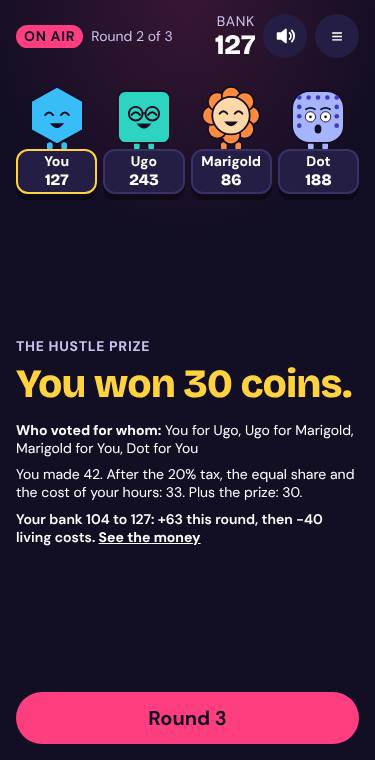 ON AIR Round 2 of 3
BANK
127
You
127
Ugo
243
Marigold
86
Dot
188
THE HUSTLE PRIZE
You won 30 coins.
Who voted for whom: You for Ugo, Ugo for Marigold,
Marigold for You, Dot for You
You made 42. After the 20% tax, the equal share and
the cost of your hours: 33. Plus the prize: 30.
Your bank 104 to 127: +63 this round, then −40
living costs. See the money
Round 3